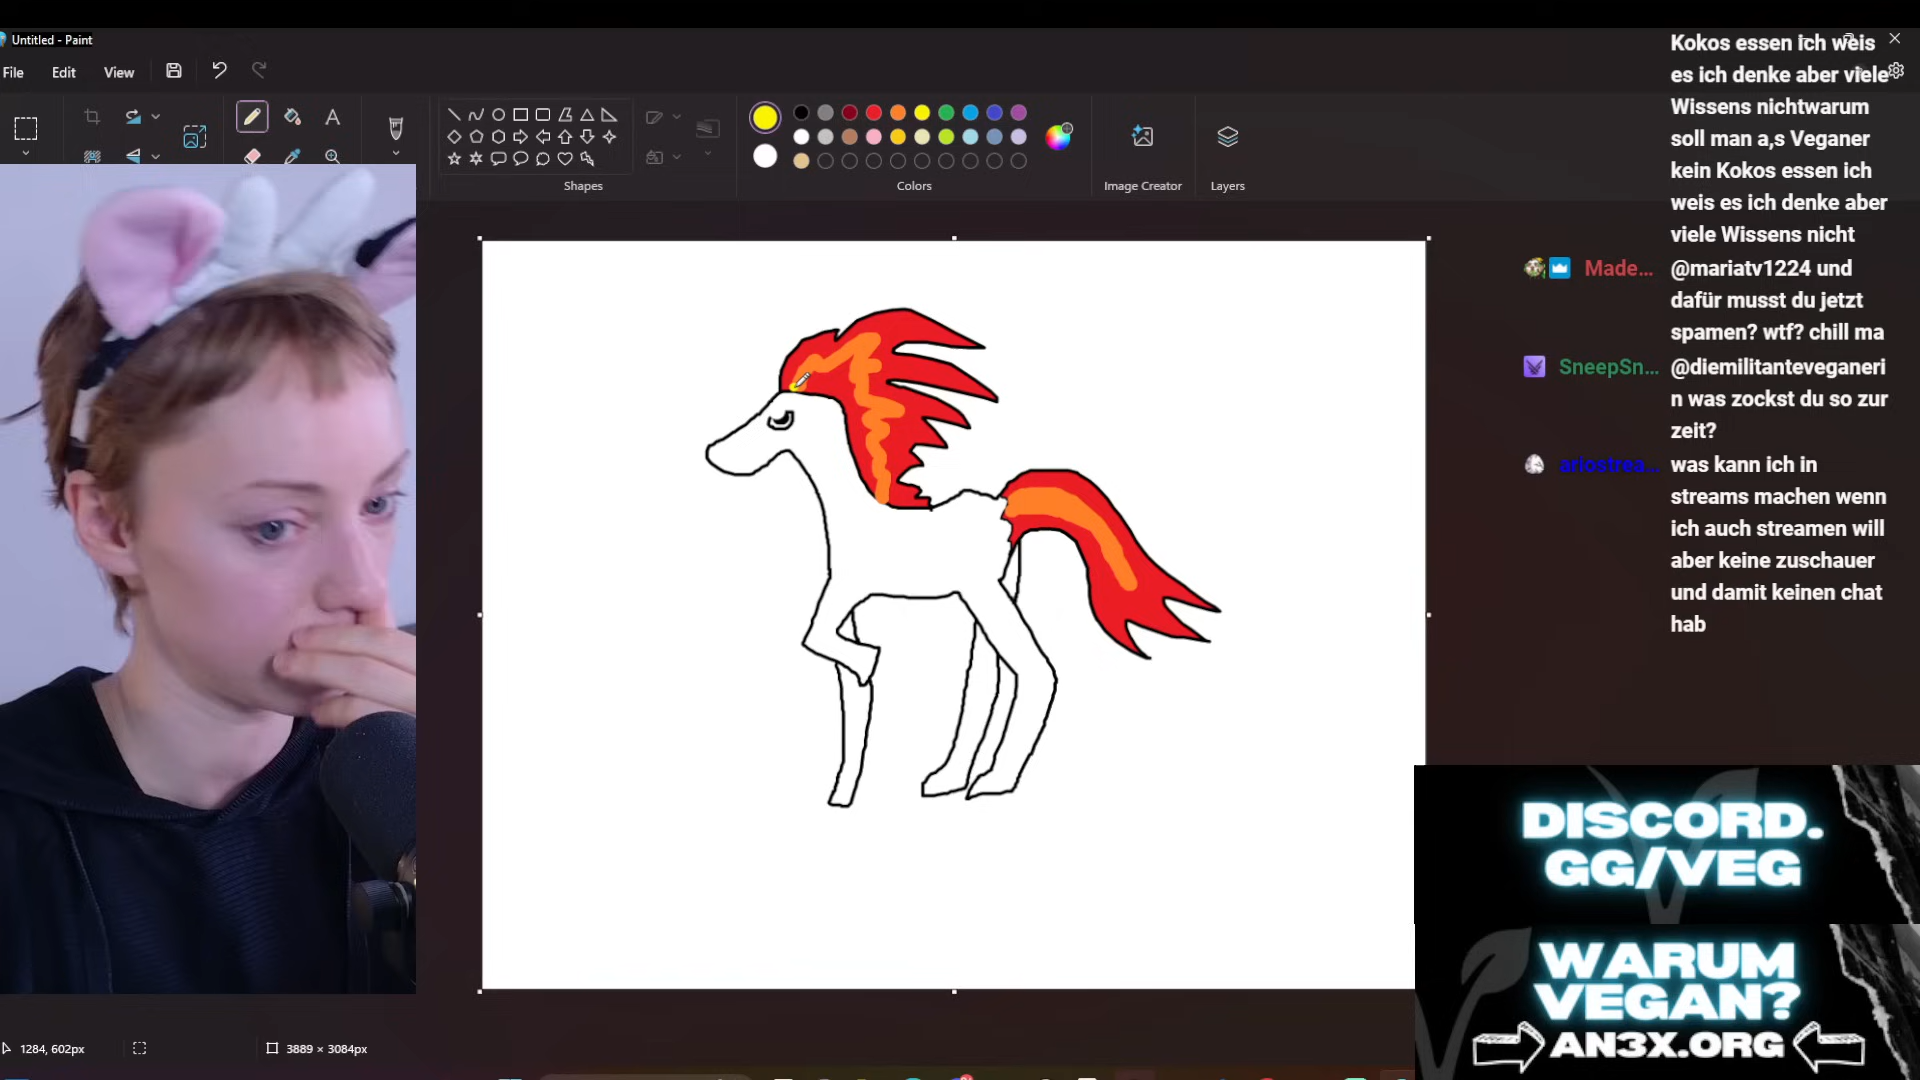 Untitled - Paint
File Edit View
Shapes
Colors
Image Creator
Layers
Kokos essen ich weis
es ich denke aber viele
Wissens nichtwarum
soll man a,s Veganer
kein Kokos essen ich
weis es ich denke aber
viele Wissens nicht
Made... @mariatv1224 und
dafür musst du jetzt
spamen? wtf? chill ma
SneepSn... @diemilitanteveganeri
n was zockst du so zur
zeit?
arlostrea... was kann ich in
streams machen wenn
ich auch streamen will
aber keine zuschauer
und damit keinen chat
hab
DISCORD.
GG/VEG
WARUM
VEGAN?
AN3X.ORG
1284, 602px
3889 × 3084px